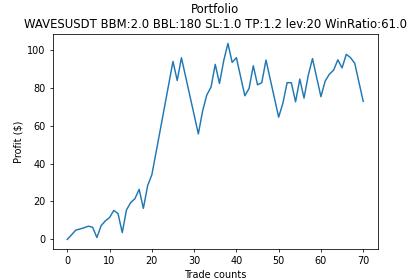 Portfolio
WAVESUSDT BBM:2.0 BBL:180 SL:1.0 TP:1.2 lev:20 WinRatio:61.0
Profit ($)
100
80
60
40
20
0
0 10 20 30 40 50 60 70
Trade counts